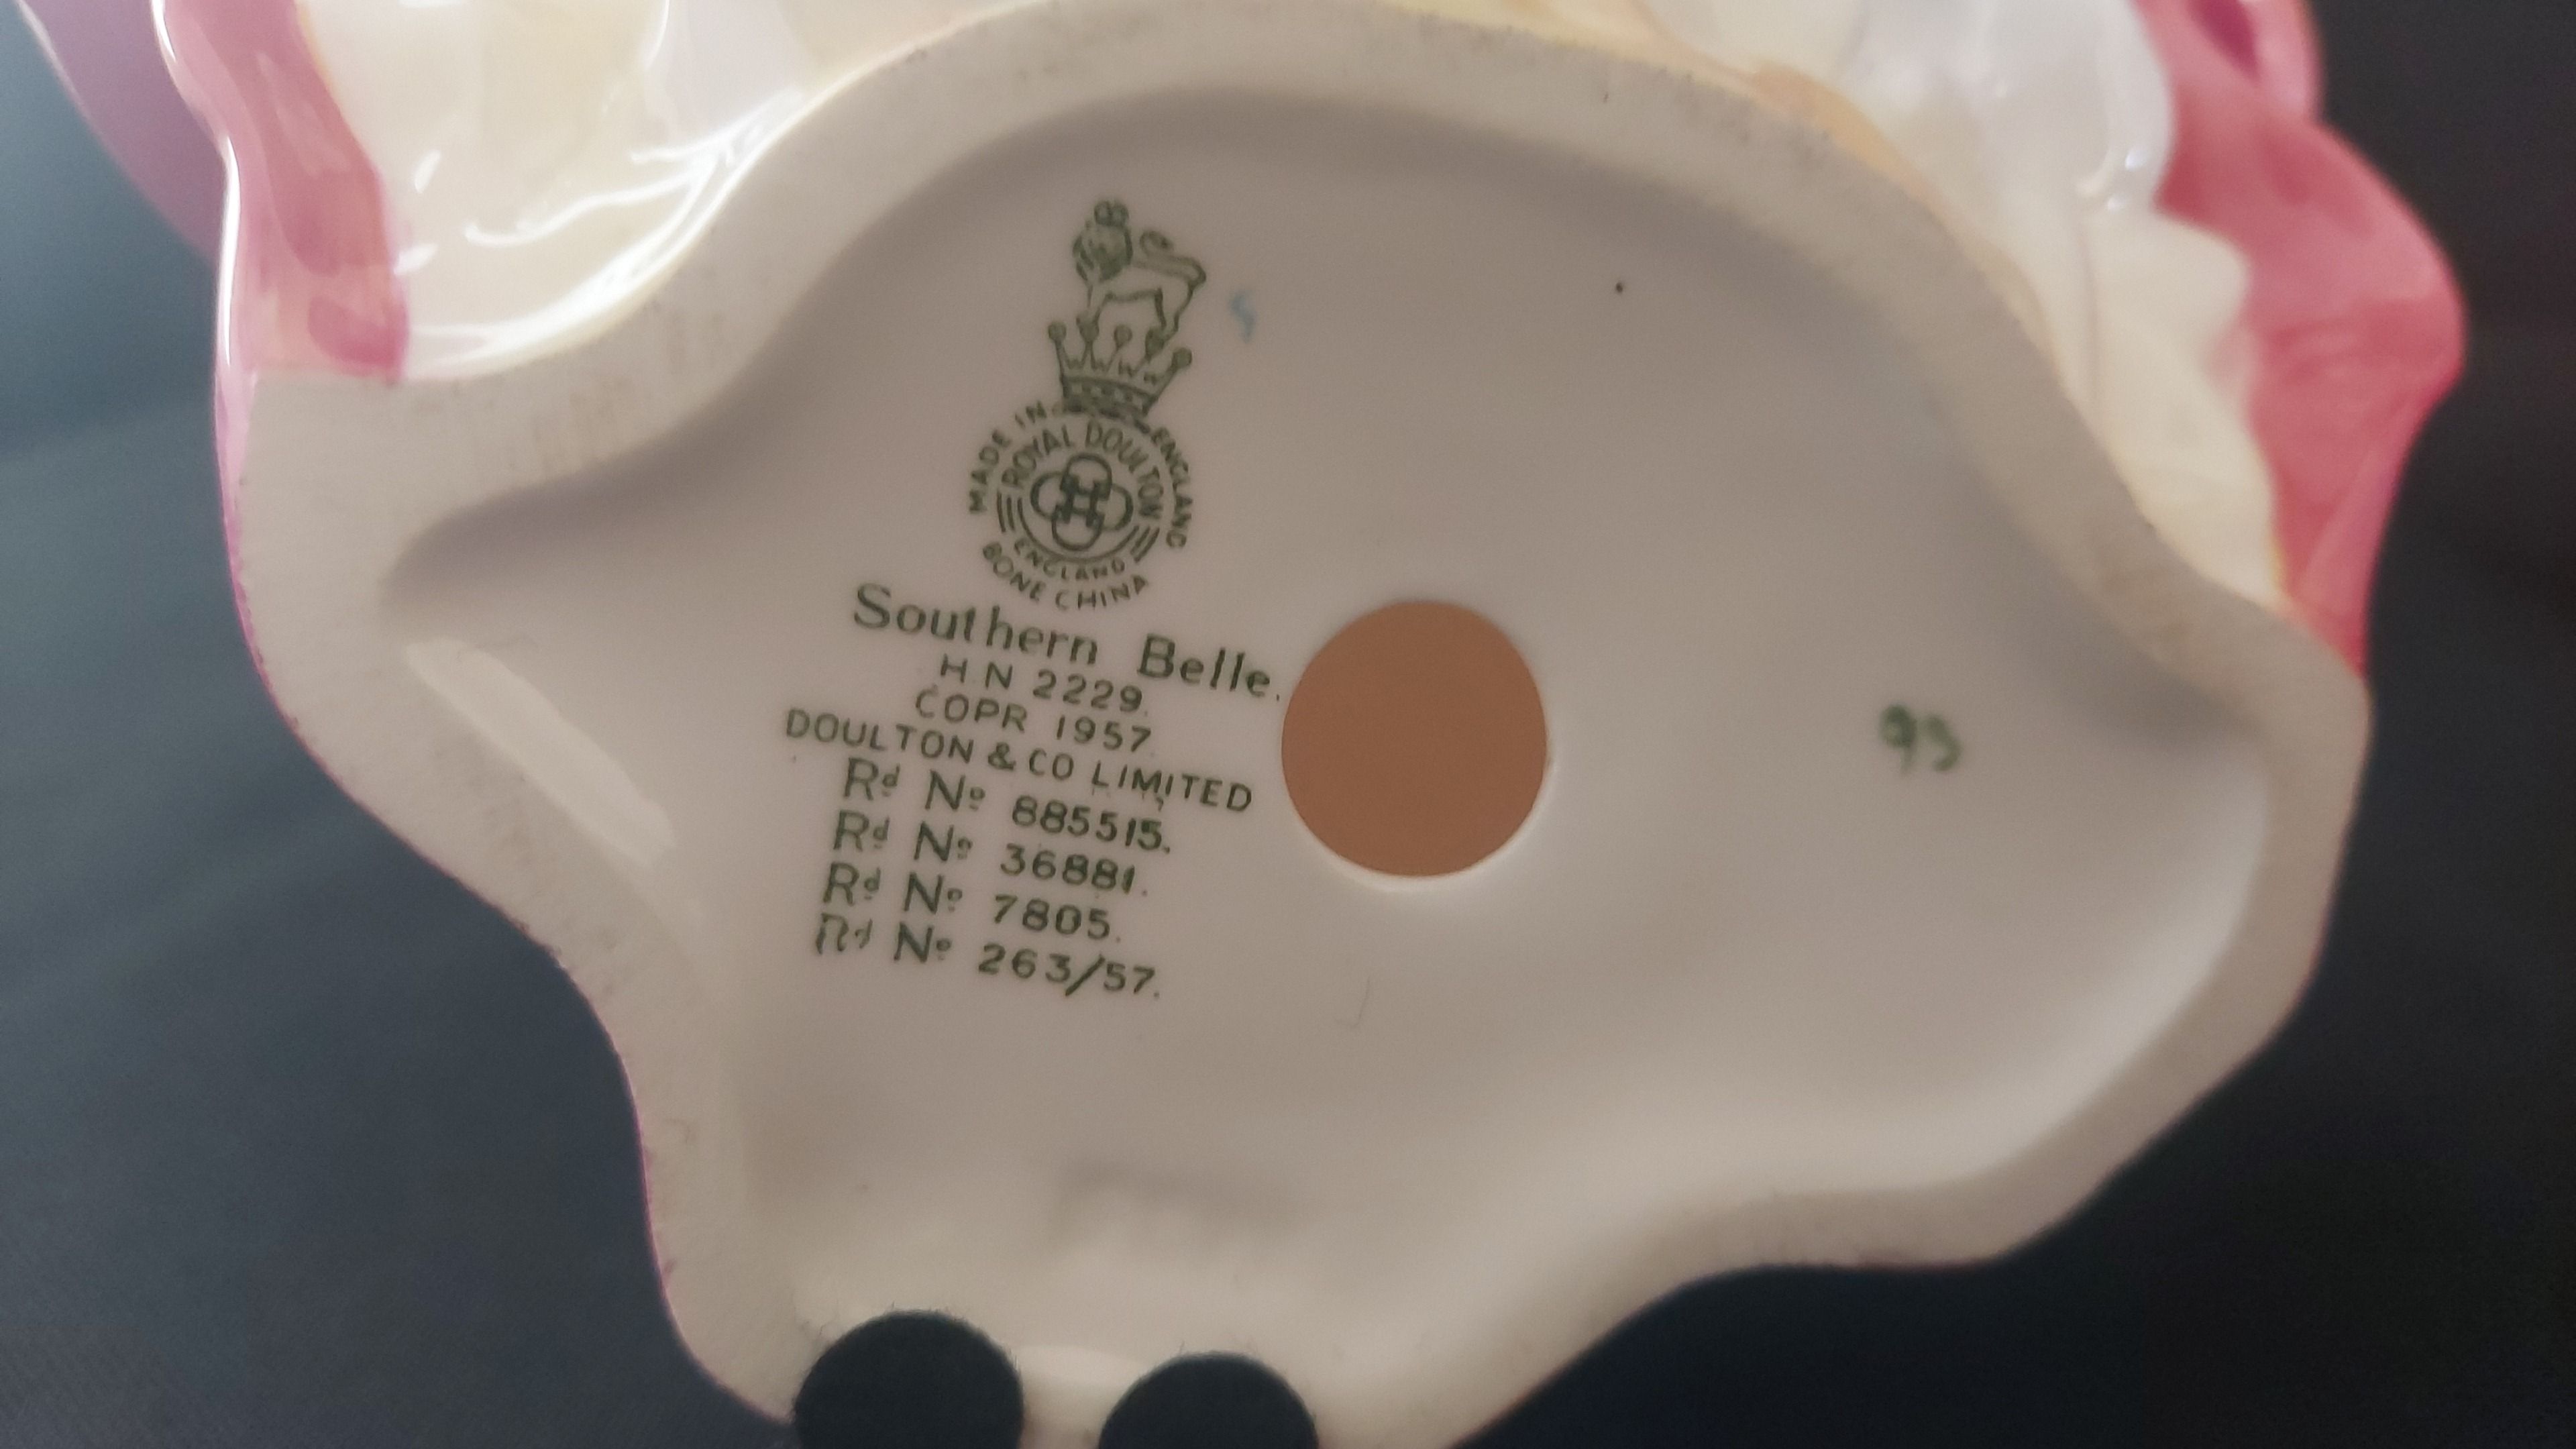 MADE IN ENGLAND
ROYAL DOULTON
ENGLAND
BONE CHINA
Southern Belle.
H N 2229.
COPR 1957.
DOULTON & CO LIMITED
Rd No 885515.
Rd No 36881.
Rd No 7805.
Rd No 263/57.